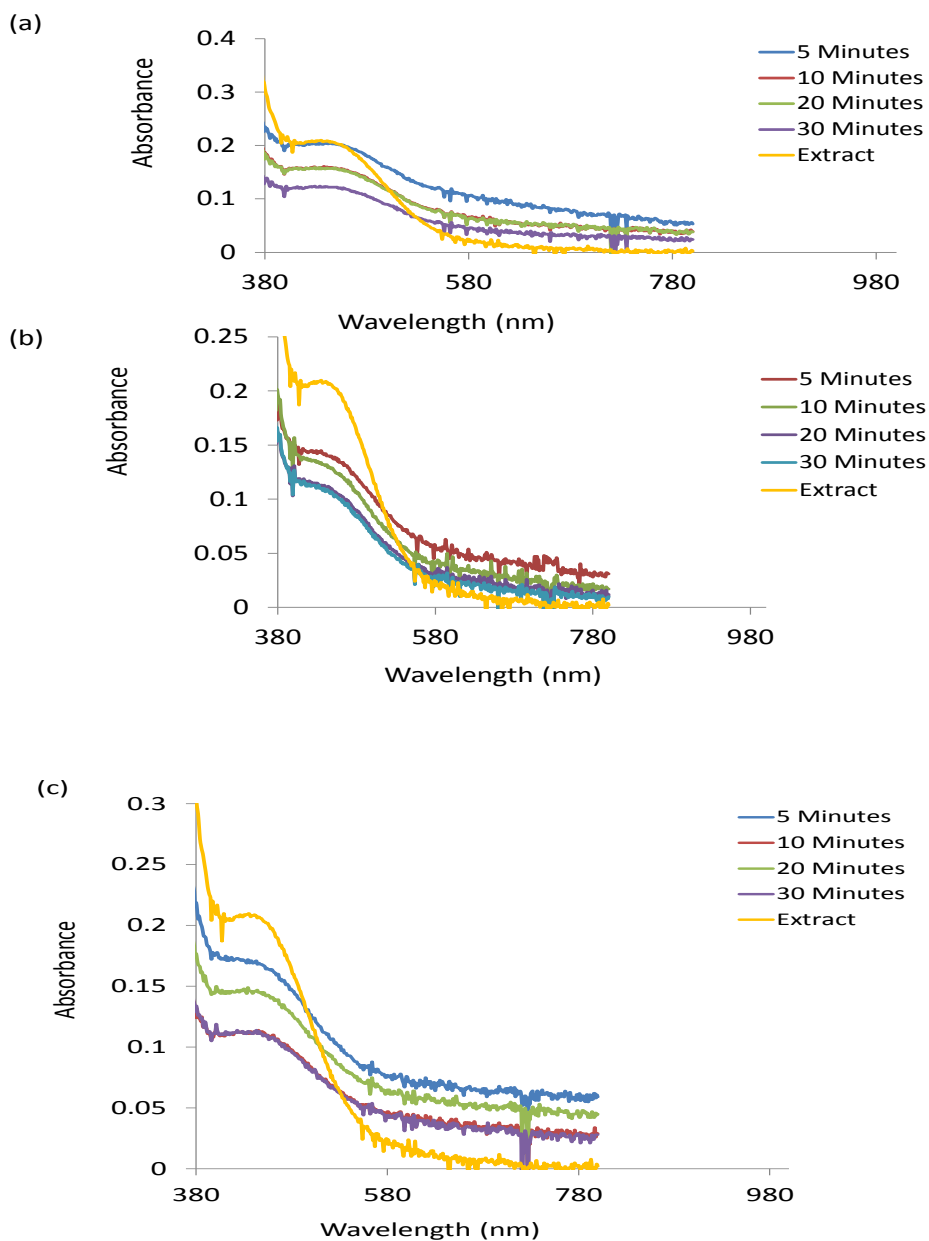 (a)
0.4
0.3
0.2
0.1
0
Absorbance
380
580
780
980
Wavelength (nm)
5 Minutes
10 Minutes
20 Minutes
30 Minutes
Extract
(b)
0.25
0.2
0.15
0.1
0.05
0
Absorbance
380
580
780
980
Wavelength (nm)
5 Minutes
10 Minutes
20 Minutes
30 Minutes
Extract
(c)
0.3
0.25
0.2
0.15
0.1
0.05
0
Absorbance
380
580
780
980
Wavelength (nm)
5 Minutes
10 Minutes
20 Minutes
30 Minutes
Extract